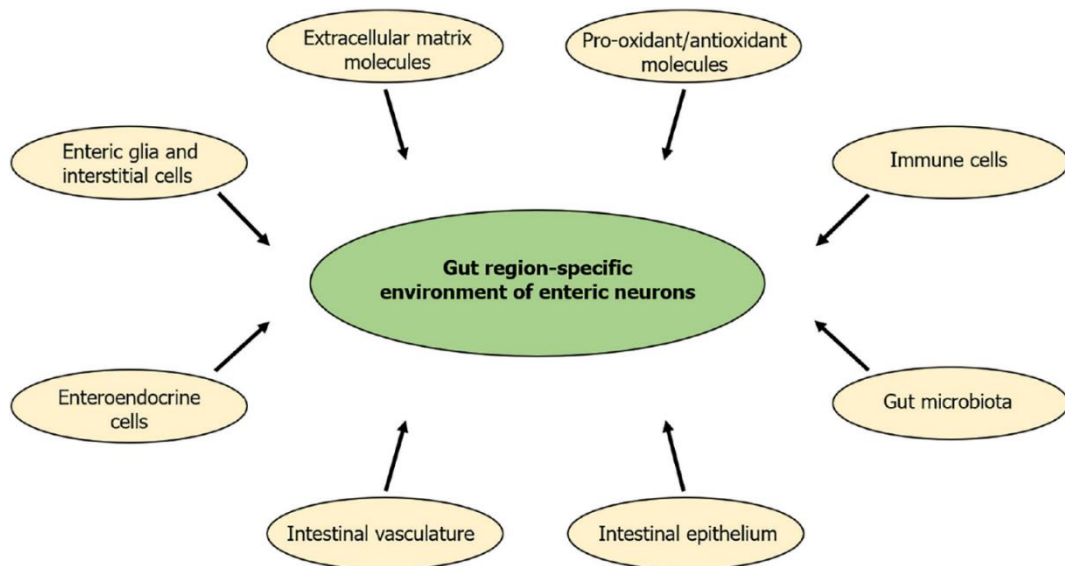 Extracellular matrix
molecules
Pro-oxidant/antioxidant
molecules
Enteric glia and
interstitial cells
Immune cells
Gut region-specific
environment of enteric neurons
Enteroendocrine
cells
Gut microbiota
Intestinal vasculature
Intestinal epithelium